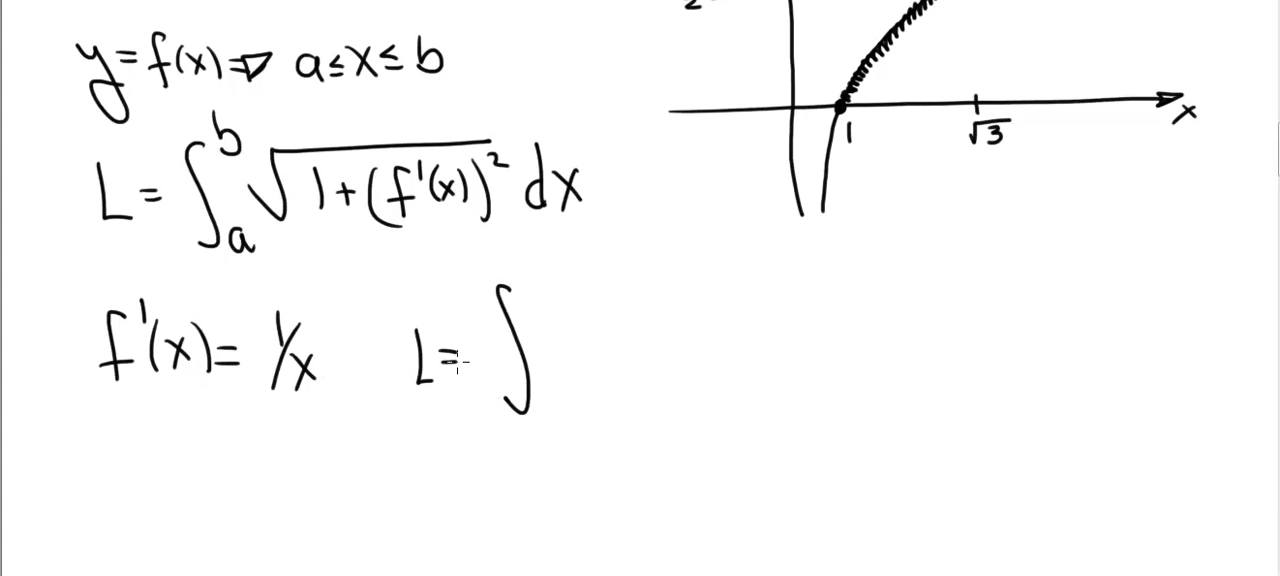 y=f(x)⇒ a≤x≤b
L = ∫_a^b √(1+(f'(x))²) dx
f'(x)= 1/x L= ∫
x
1 √3